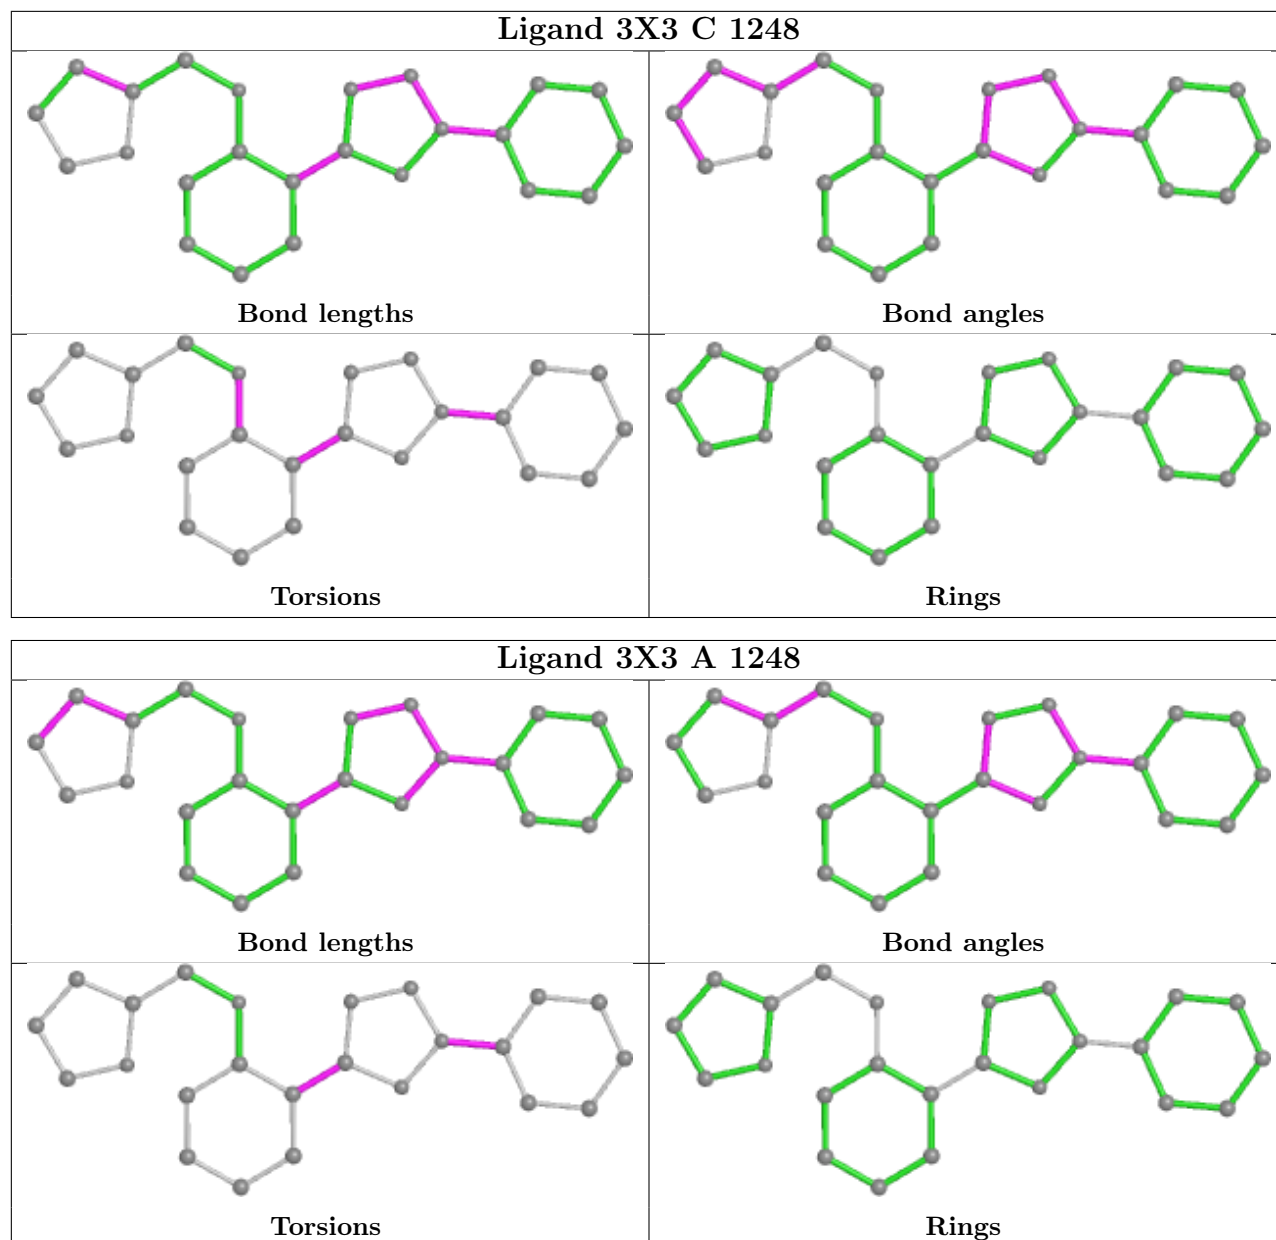 Ligand 3X3 C 1248
Bond lengths
Bond angles
Torsions
Rings
Ligand 3X3 A 1248
Bond lengths
Bond angles
Torsions
Rings